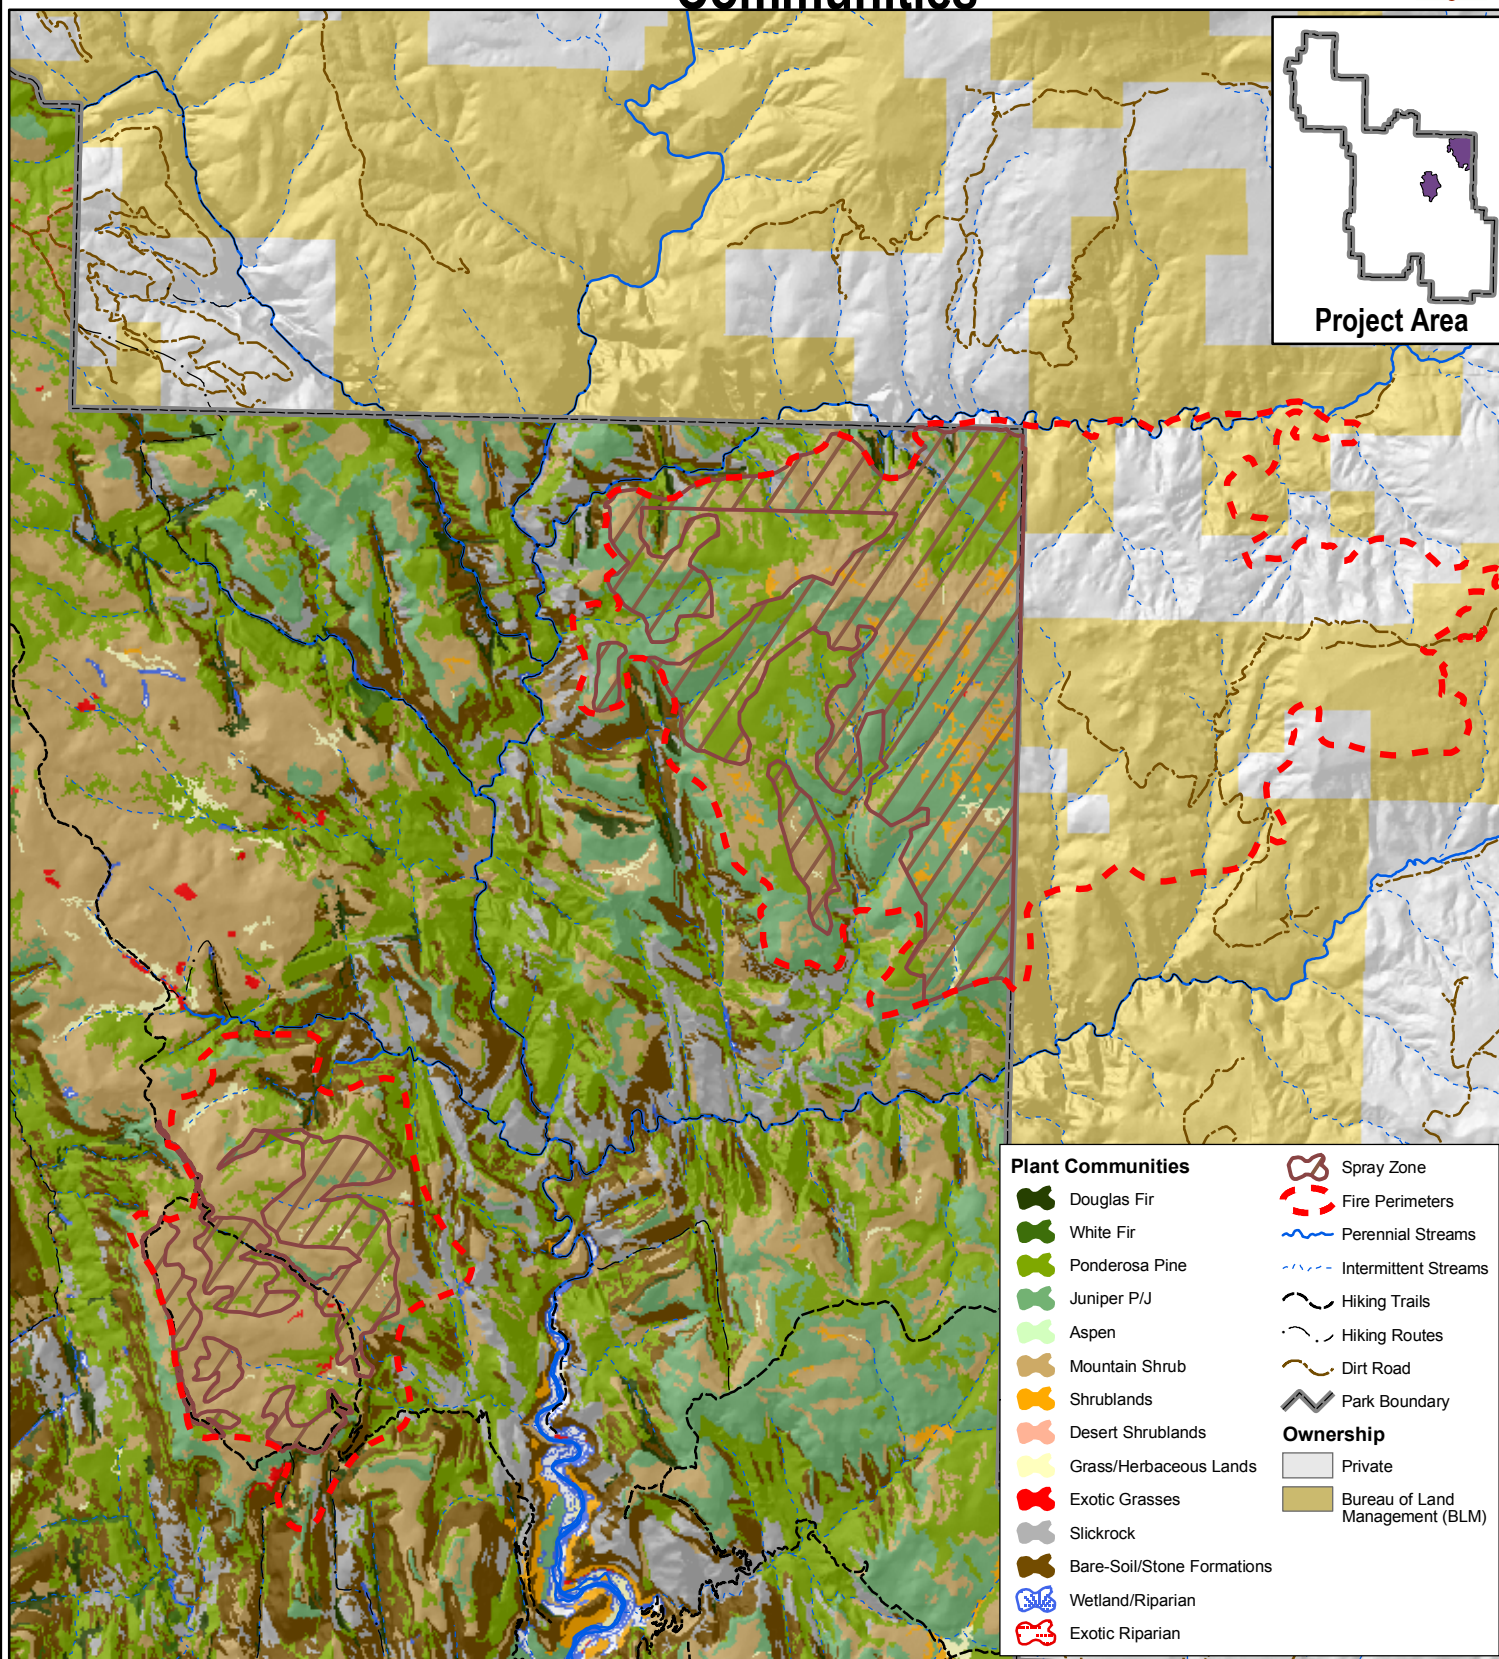 Communities
Project Area
Plant Communities
Douglas Fir
White Fir
Ponderosa Pine
Juniper P/J
Aspen
Mountain Shrub
Shrublands
Desert Shrublands
Grass/Herbaceous Lands
Exotic Grasses
Slickrock
Bare-Soil/Stone Formations
Wetland/Riparian
Exotic Riparian
Spray Zone
Fire Perimeters
Perennial Streams
Intermittent Streams
Hiking Trails
Hiking Routes
Dirt Road
Park Boundary
Ownership
Private
Bureau of Land
Management (BLM)